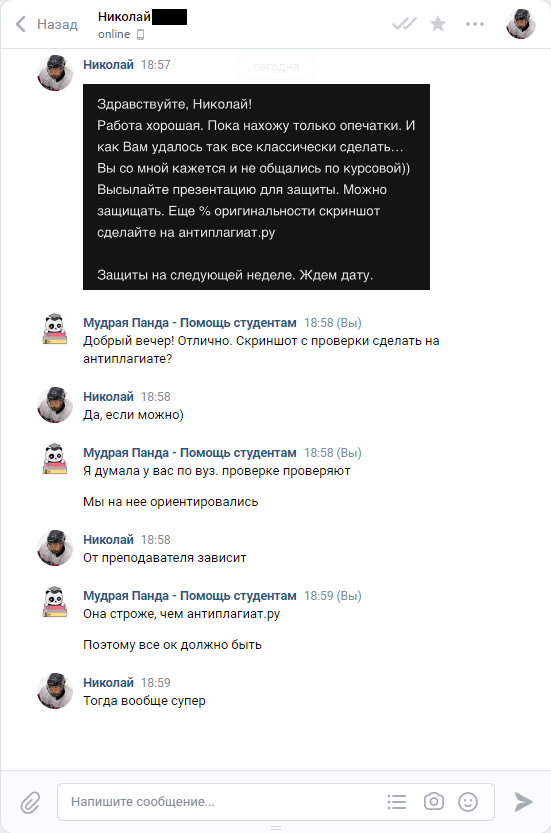 Назад
Николай
online
сегодня
Николай 18:57
Здравствуйте, Николай!
Работа хорошая. Пока нахожу только опечатки. И
как Вам удалось так все классически сделать...
Вы со мной кажется и не общались по курсовой))
Высылайте презентацию для защиты. Можно
защищать. Еще % оригинальности скриншот
сделайте на антиплагиат.ру
Защиты на следующей неделе. Ждем дату.
Мудрая Панда - Помощь студентам 18:58 (Вы)
Добрый вечер! Отлично. Скриншот с проверки сделать на
антиплагиате?
Николай 18:58
Да, если можно)
Мудрая Панда - Помощь студентам 18:58 (Вы)
Я думала у вас по вуз. проверке проверяют
Мы на нее ориентировались
Николай 18:58
От преподавателя зависит
Мудрая Панда - Помощь студентам 18:59 (Вы)
Она строже, чем антиплагиат.ру
Поэтому все ок должно быть
Николай 18:59
Тогда вообще супер
Напишите сообщение...